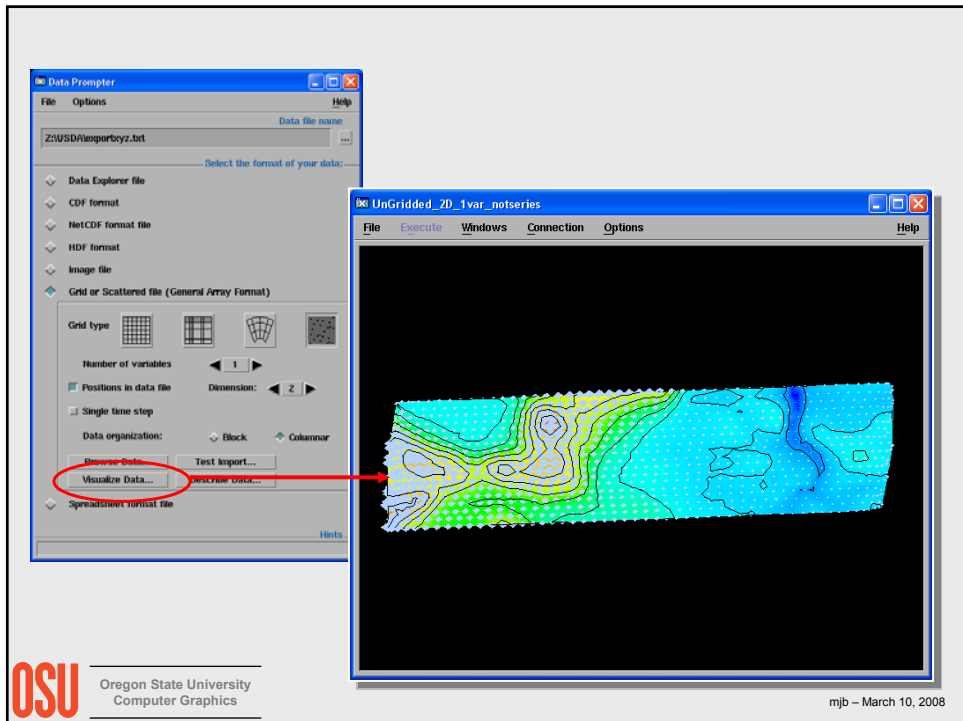 Data Prompter
File Options Help
Data file name
Z:\USDA\exportxyz.txt ...
Select the format of your data:
Data Explorer file
CDF format
NetCDF format file
HDF format
Image file
Grid or Scattered file (General Array Format)
Grid type
Number of variables 1
Positions in data file Dimension: 2
Single time step
Data organization: Block Columnar
Browse Data... Test Import...
Visualize Data... Describe Data...
Spreadsheet format file
Hints
UnGridded_2D_1var_notseries
File Execute Windows Connection Options Help
OSU
Oregon State University
Computer Graphics
mjb – March 10, 2008